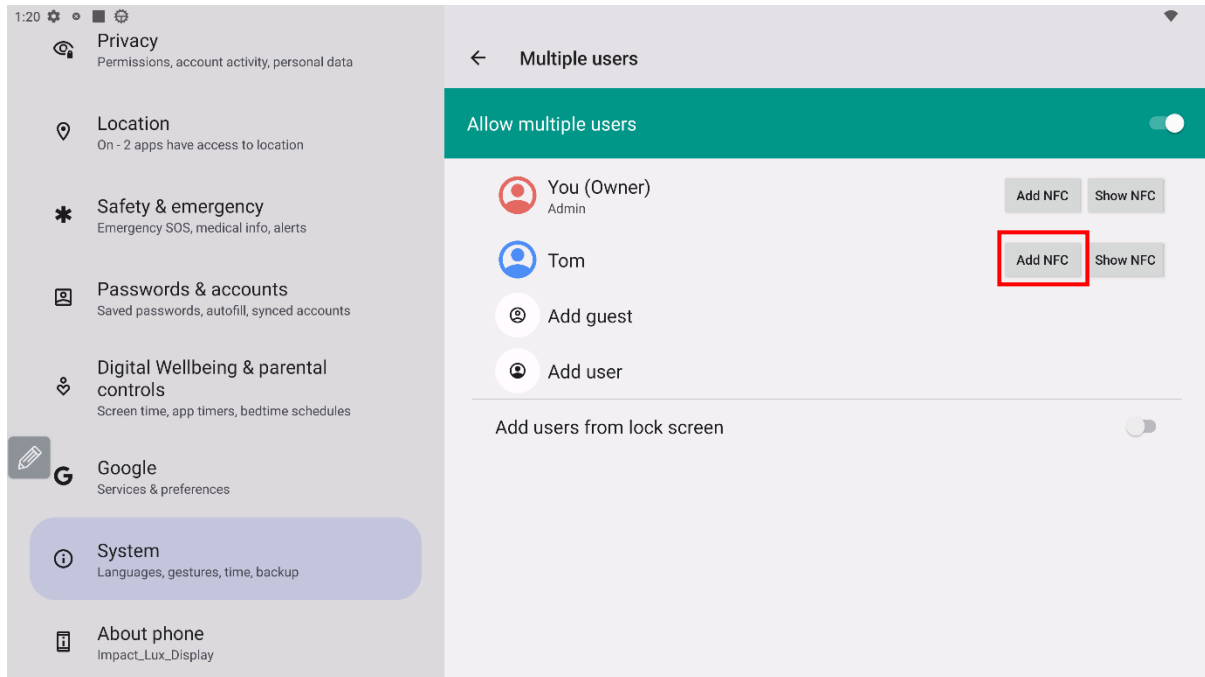 1:20
Privacy
Permissions, account activity, personal data
Location
On - 2 apps have access to location
Safety & emergency
Emergency SOS, medical info, alerts
Passwords & accounts
Saved passwords, autofill, synced accounts
Digital Wellbeing & parental
controls
Screen time, app timers, bedtime schedules
G
Google
Services & preferences
System
Languages, gestures, time, backup
About phone
Impact_Lux_Display
Multiple users
Allow multiple users
You (Owner)
Admin
Add NFC
Show NFC
Tom
Add NFC
Show NFC
Add guest
Add user
Add users from lock screen